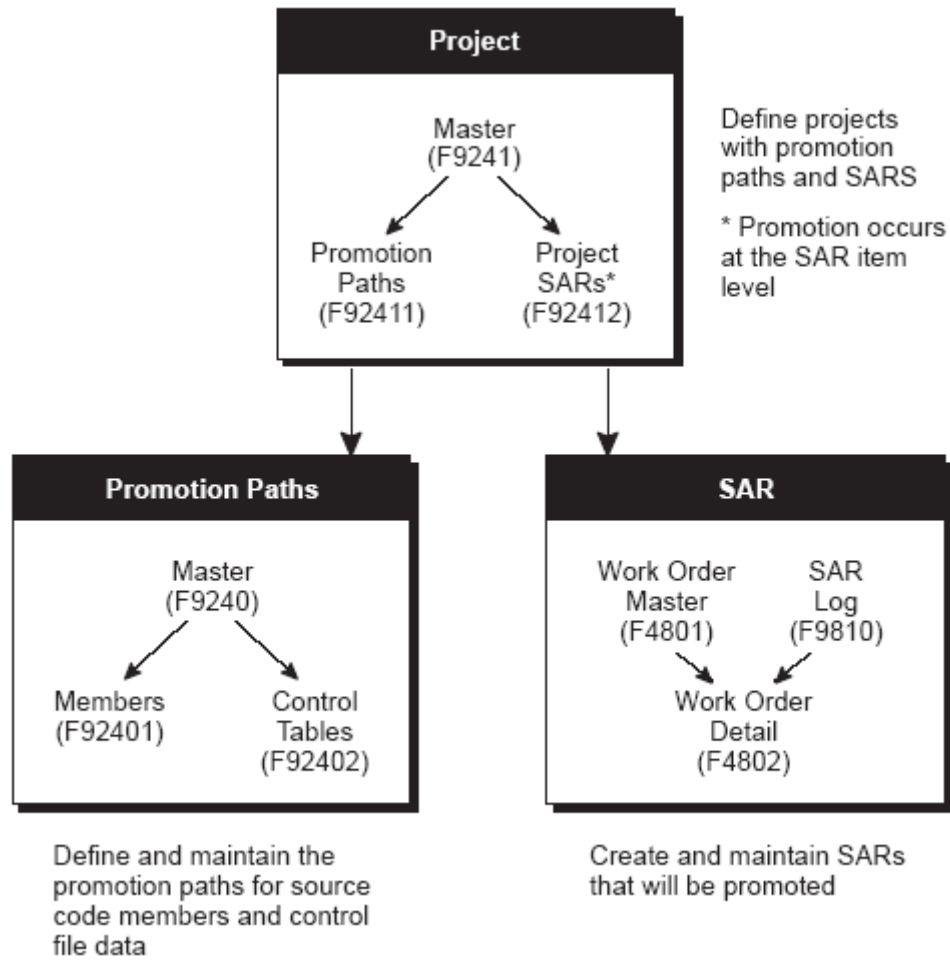 Project
Master
(F9241)
Promotion
Paths
(F92411)
Project
SARs*
(F92412)
Define projects
with promotion
paths and SARS
* Promotion occurs
at the SAR item
level
Promotion Paths
Master
(F9240)
Members
(F92401)
Control
Tables
(F92402)
Define and maintain the
promotion paths for source
code members and control
file data
SAR
Work Order
Master
(F4801)
SAR
Log
(F9810)
Work Order
Detail
(F4802)
Create and maintain SARs
that will be promoted